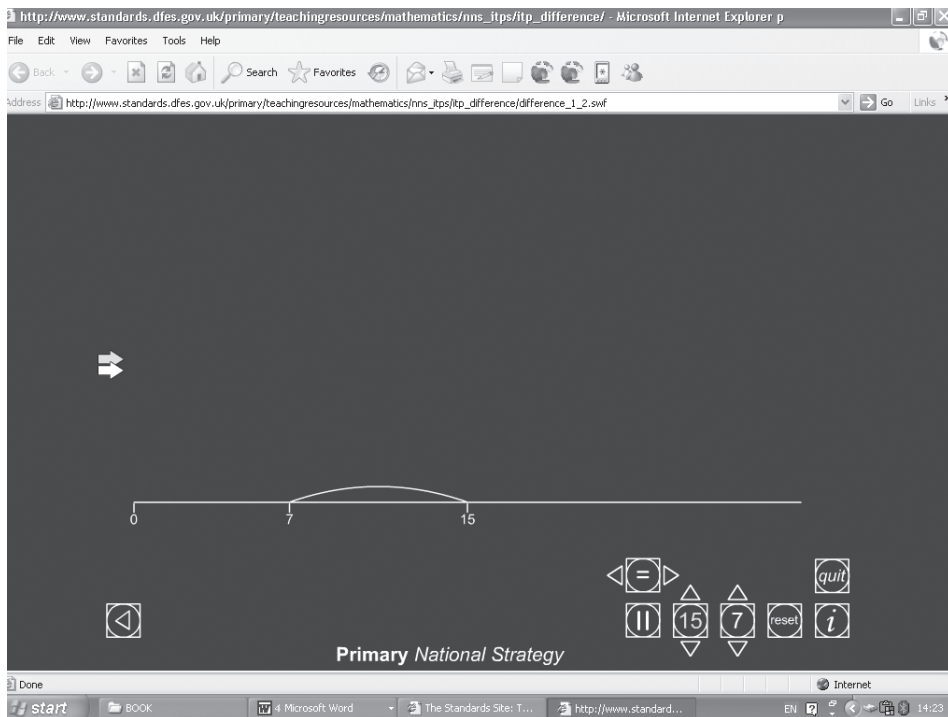 http://www.standards.dfes.gov.uk/primary/teachingresources/mathematics/nns_itps/itp_difference/ - Microsoft Internet Explorer p
File Edit View Favorites Tools Help
Back Search Favorites
Address http://www.standards.dfes.gov.uk/primary/teachingresources/mathematics/nns_itps/itp_difference/difference_1_2.swf Go Links
0 7 15
= quit
15 7 reset i
Primary National Strategy
Done Internet
start BOOK 4 Microsoft Word The Standards Site: T... http://www.standard... EN 14:23